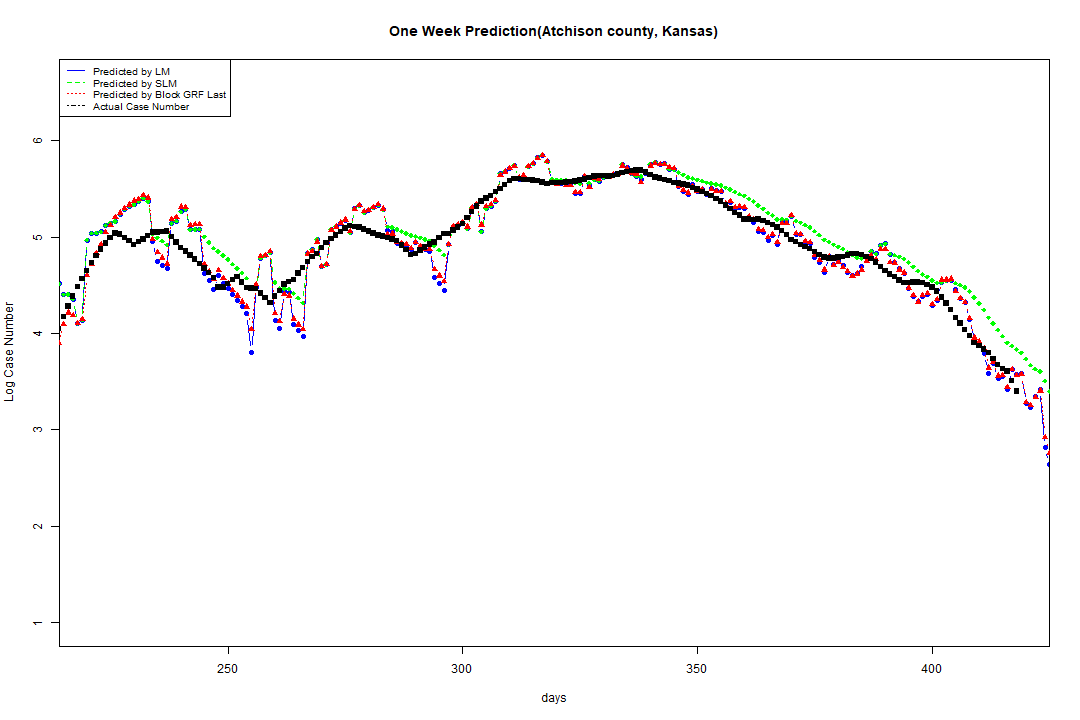 One Week Prediction(Atchison county, Kansas)
Predicted by LM
Predicted by SLM
Predicted by Block GRF Last
Actual Case Number
6
5
4
3
2
1
Log Case Number
250
300
350
400
days